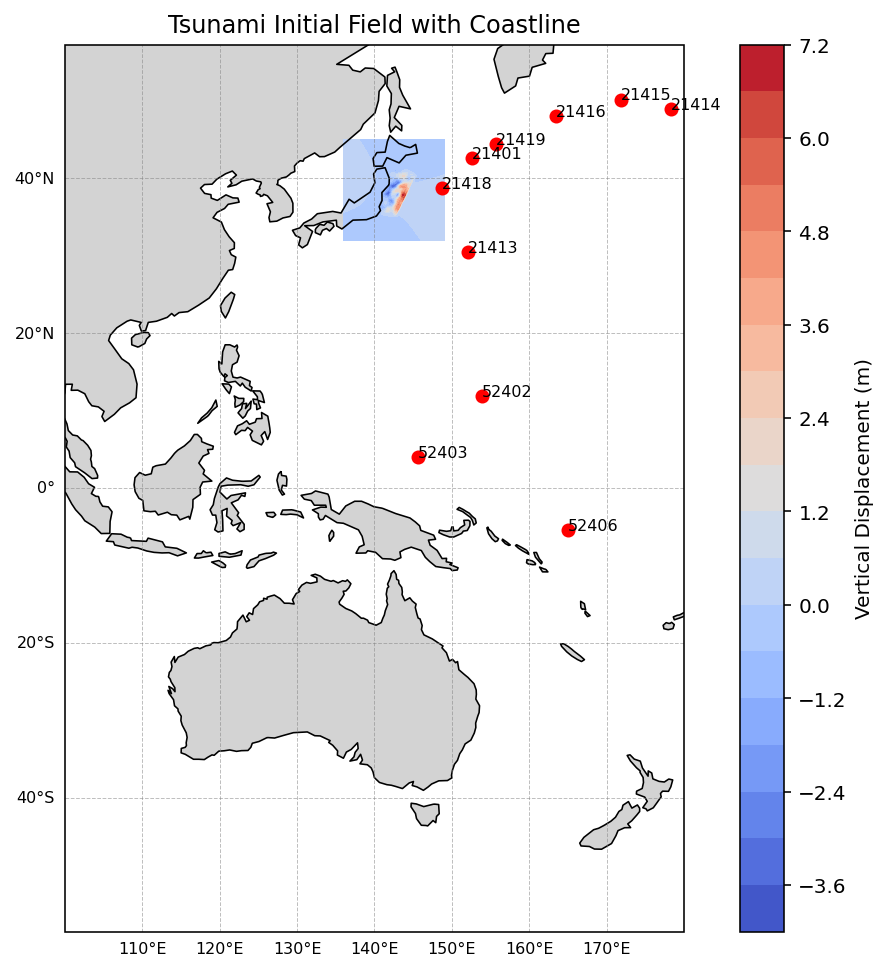 Tsunami Initial Field with Coastline
7.2
6.0
4.8
3.6
2.4
1.2
0.0
−1.2
−2.4
−3.6
Vertical Displacement (m)
40°N
20°N
0°
20°S
40°S
110°E
120°E
130°E
140°E
150°E
160°E
170°E
21415
21414
21416
21419
21401
21418
21413
52402
52403
52406